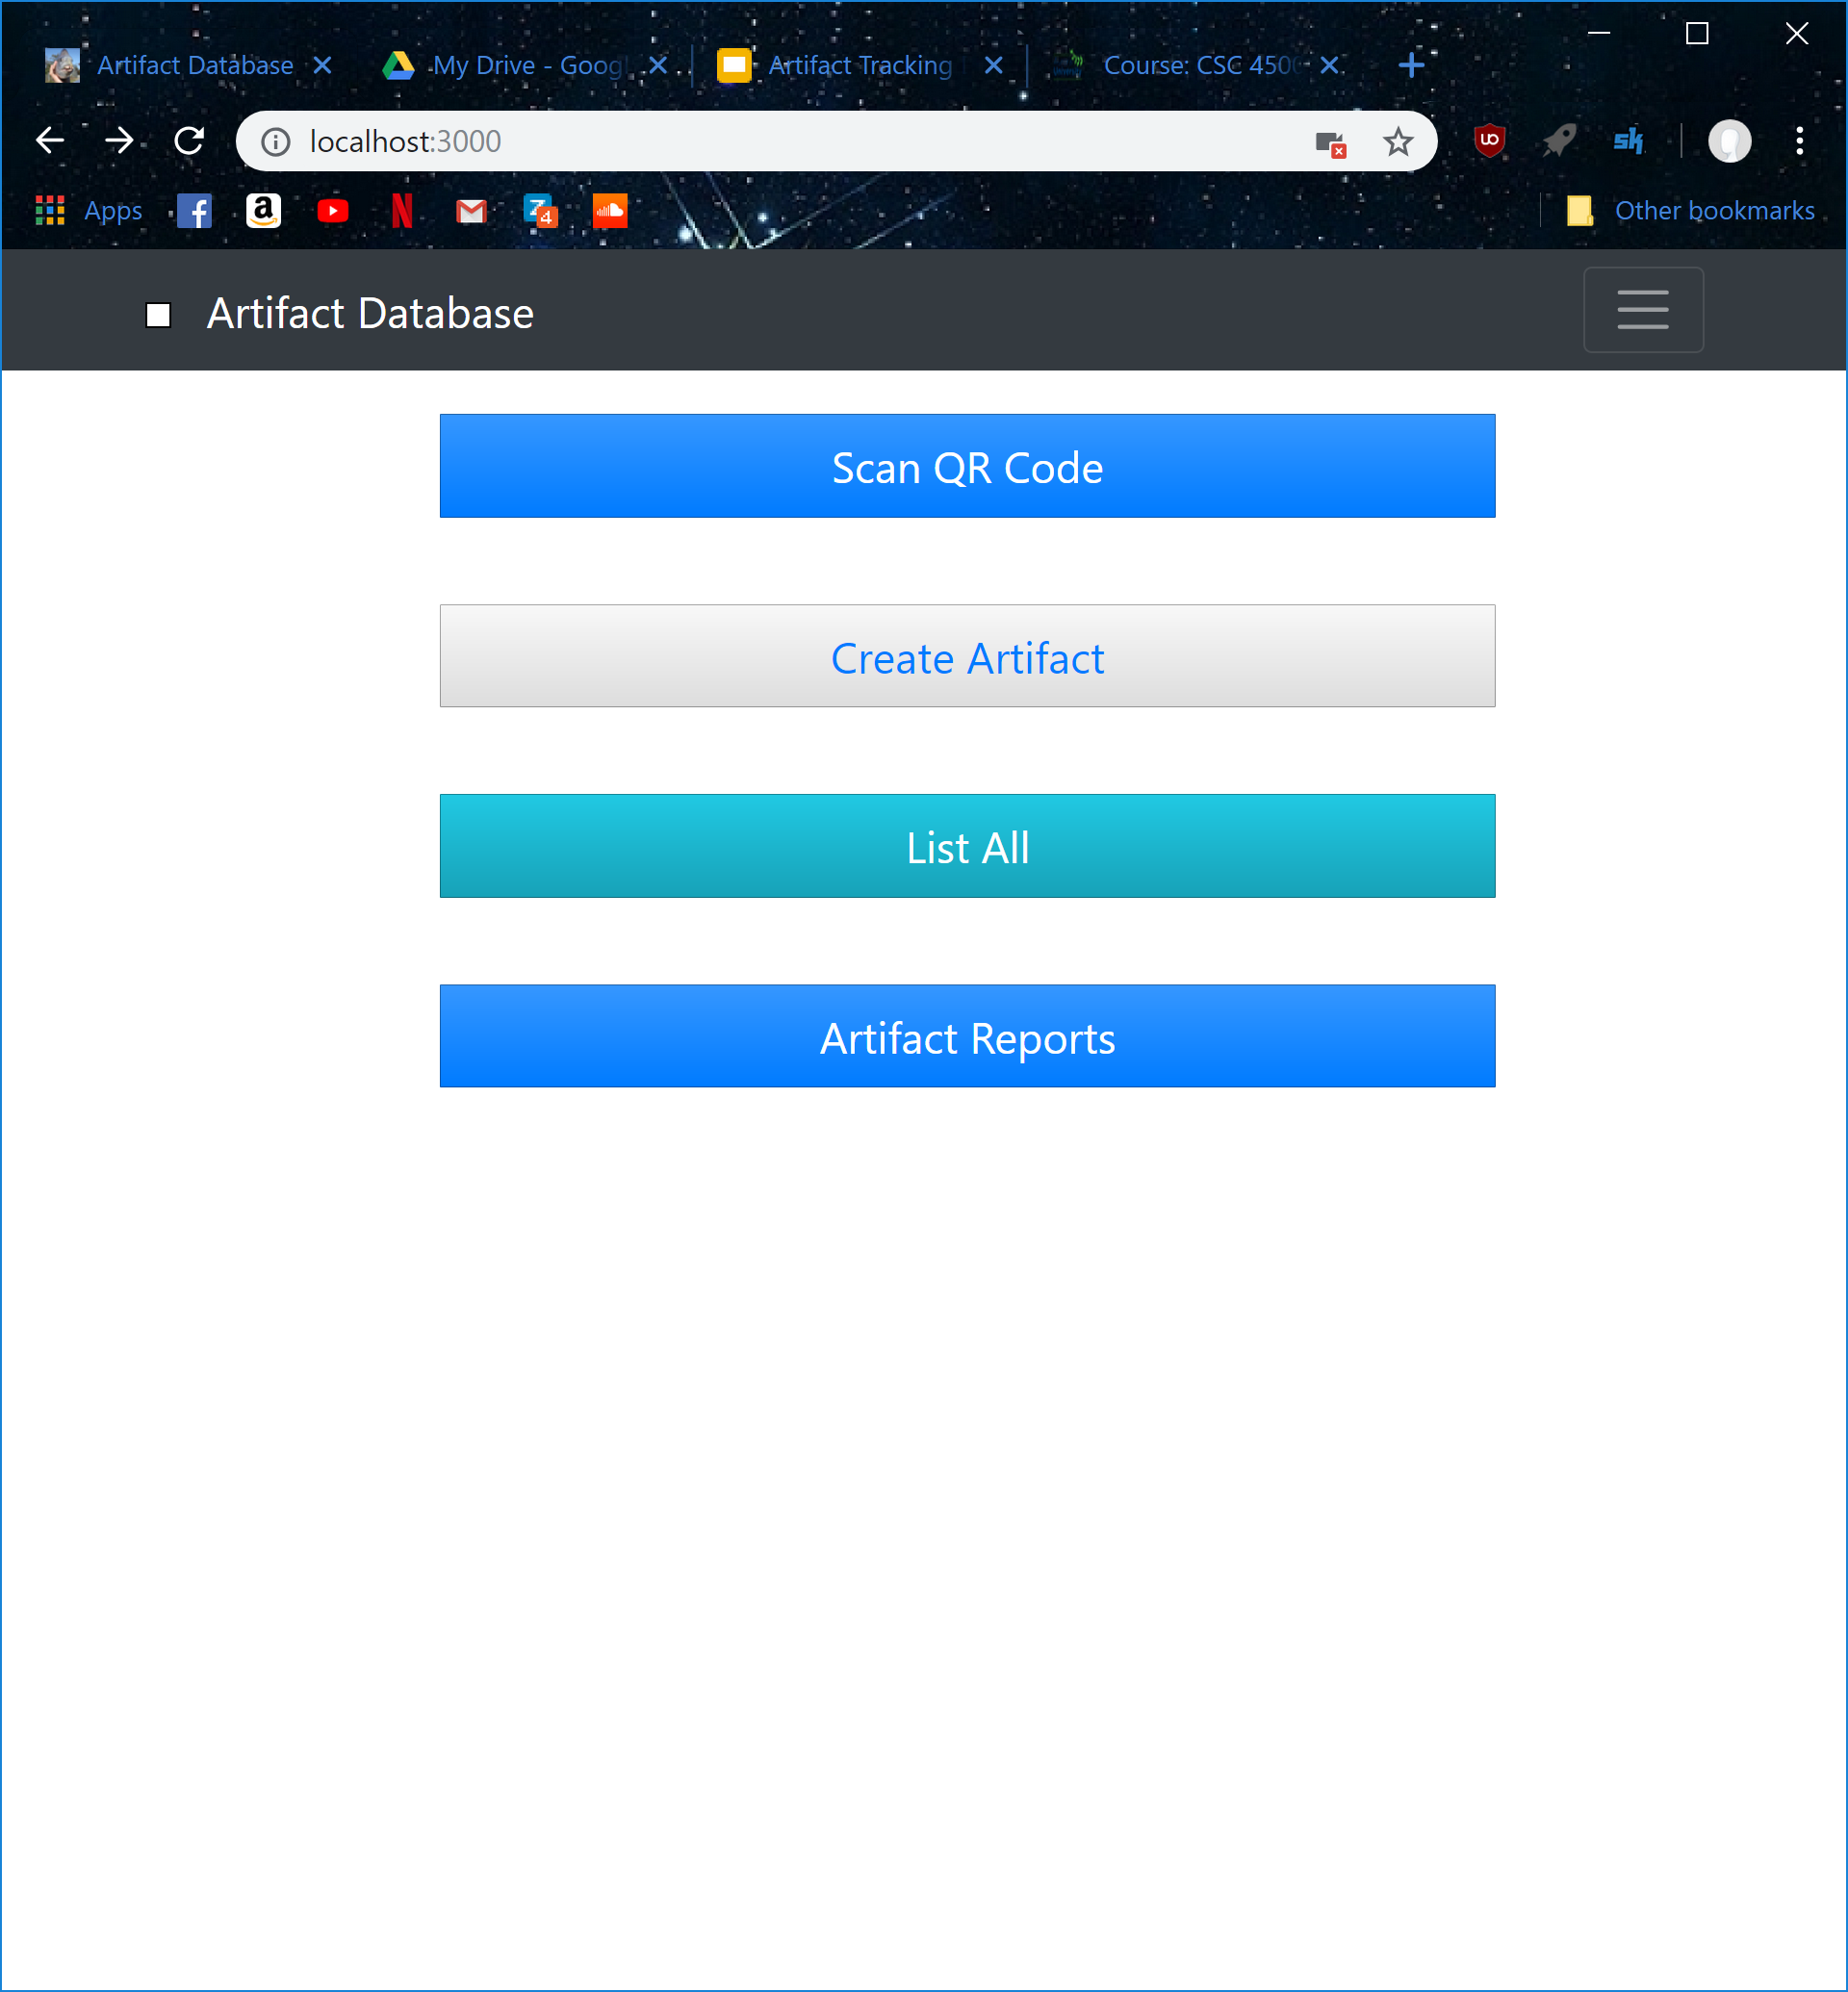 Artifact Database
My Drive - Goog
Artifact Tracking
Course: CSC 450
localhost:3000
Apps
Other bookmarks
Artifact Database
Scan QR Code
Create Artifact
List All
Artifact Reports